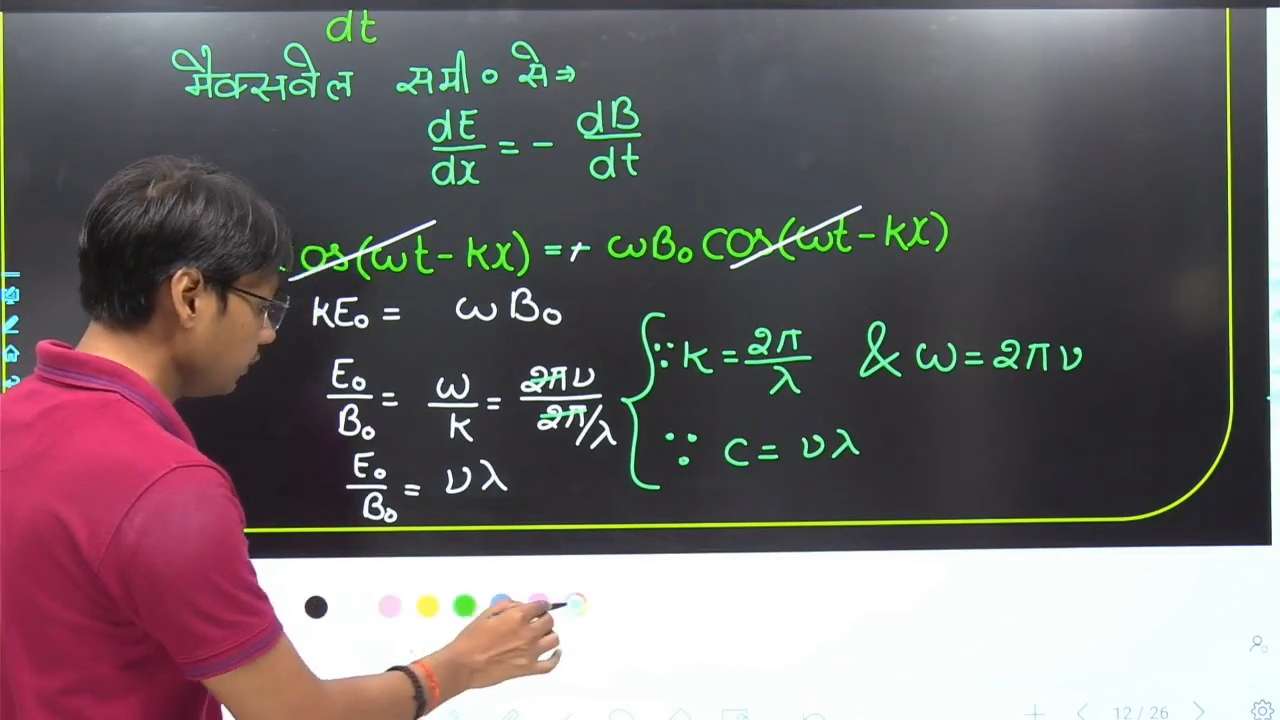 dt
मैक्सवेल समी० से ⇒
dE/dx = - dB/dt
cos(ωt - kx) = + ωB₀ cos(ωt - kx)
kE₀ = ωB₀
E₀/B₀ = ω/k = 2πν/2π/λ
{ ∵ k = 2π/λ & ω = 2πν
E₀/B₀ = νλ
∵ c = νλ
12 / 26